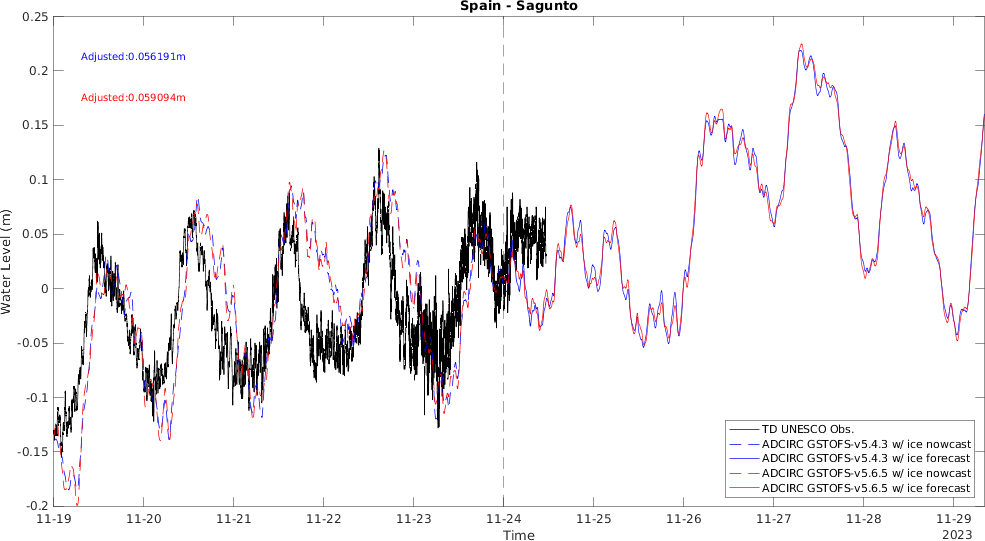 Spain - Sagunto
0.25
0.2
0.15
0.1
0.05
0
-0.05
-0.1
-0.15
-0.2
Water Level (m)
Adjusted:0.056191m
Adjusted:0.059094m
TD UNESCO Obs.
ADCIRC GSTOFS-v5.4.3 w/ ice nowcast
ADCIRC GSTOFS-v5.4.3 w/ ice forecast
ADCIRC GSTOFS-v5.6.5 w/ ice nowcast
ADCIRC GSTOFS-v5.6.5 w/ ice forecast
11-19 11-20 11-21 11-22 11-23 11-24 11-25 11-26 11-27 11-28 11-29
2023
Time